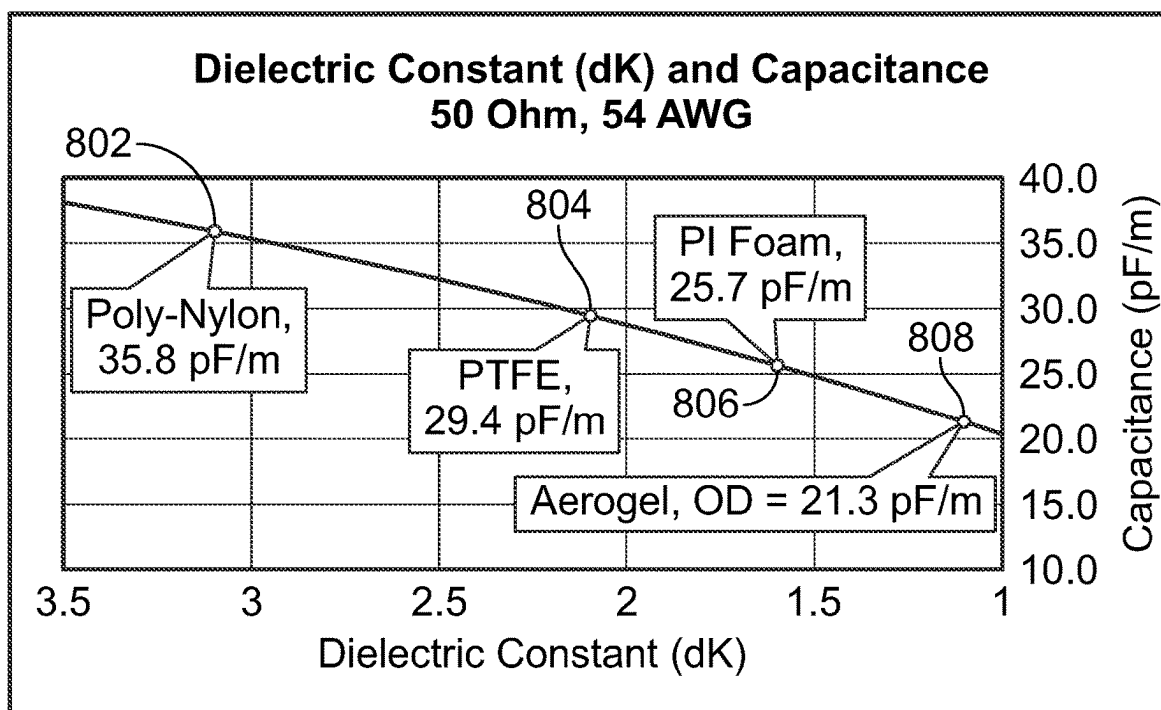 Dielectric Constant (dK) and Capacitance
50 Ohm, 54 AWG
802
804
PI Foam,
25.7 pF/m
Poly-Nylon,
35.8 pF/m
PTFE,
29.4 pF/m
806
808
Aerogel, OD = 21.3 pF/m
40.0
35.0
30.0
25.0
20.0
15.0
10.0
Capacitance (pF/m)
3.5 3 2.5 2 1.5 1
Dielectric Constant (dK)